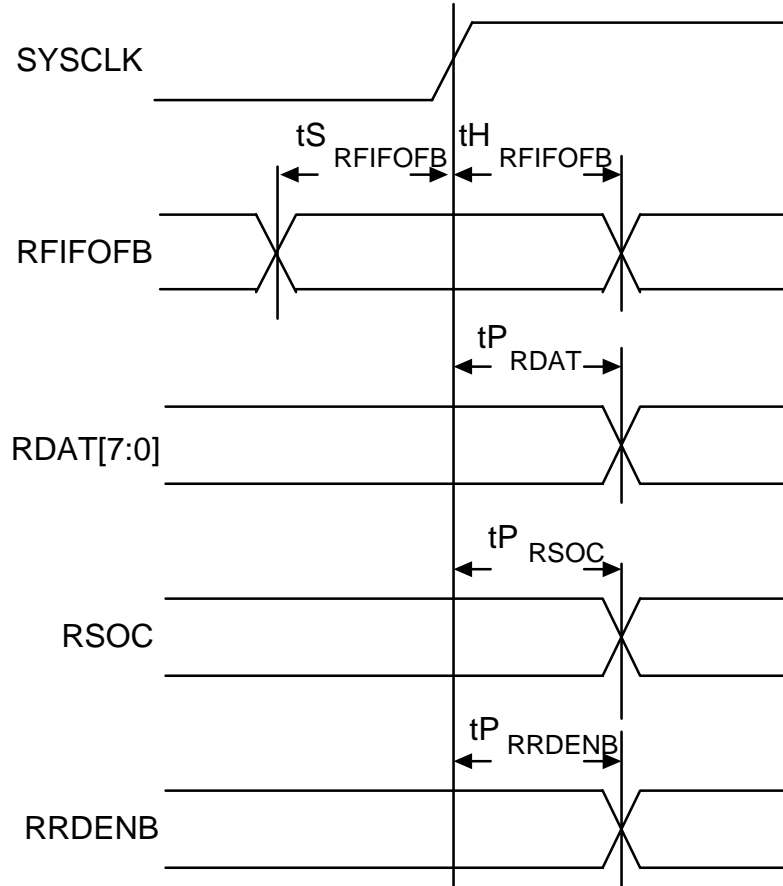 SYSCLK
tS RFIFOFB
tH RFIFOFB
RFIFOFB
tP RDAT
RDAT[7:0]
tP RSOC
RSOC
tP RRDENB
RRDENB